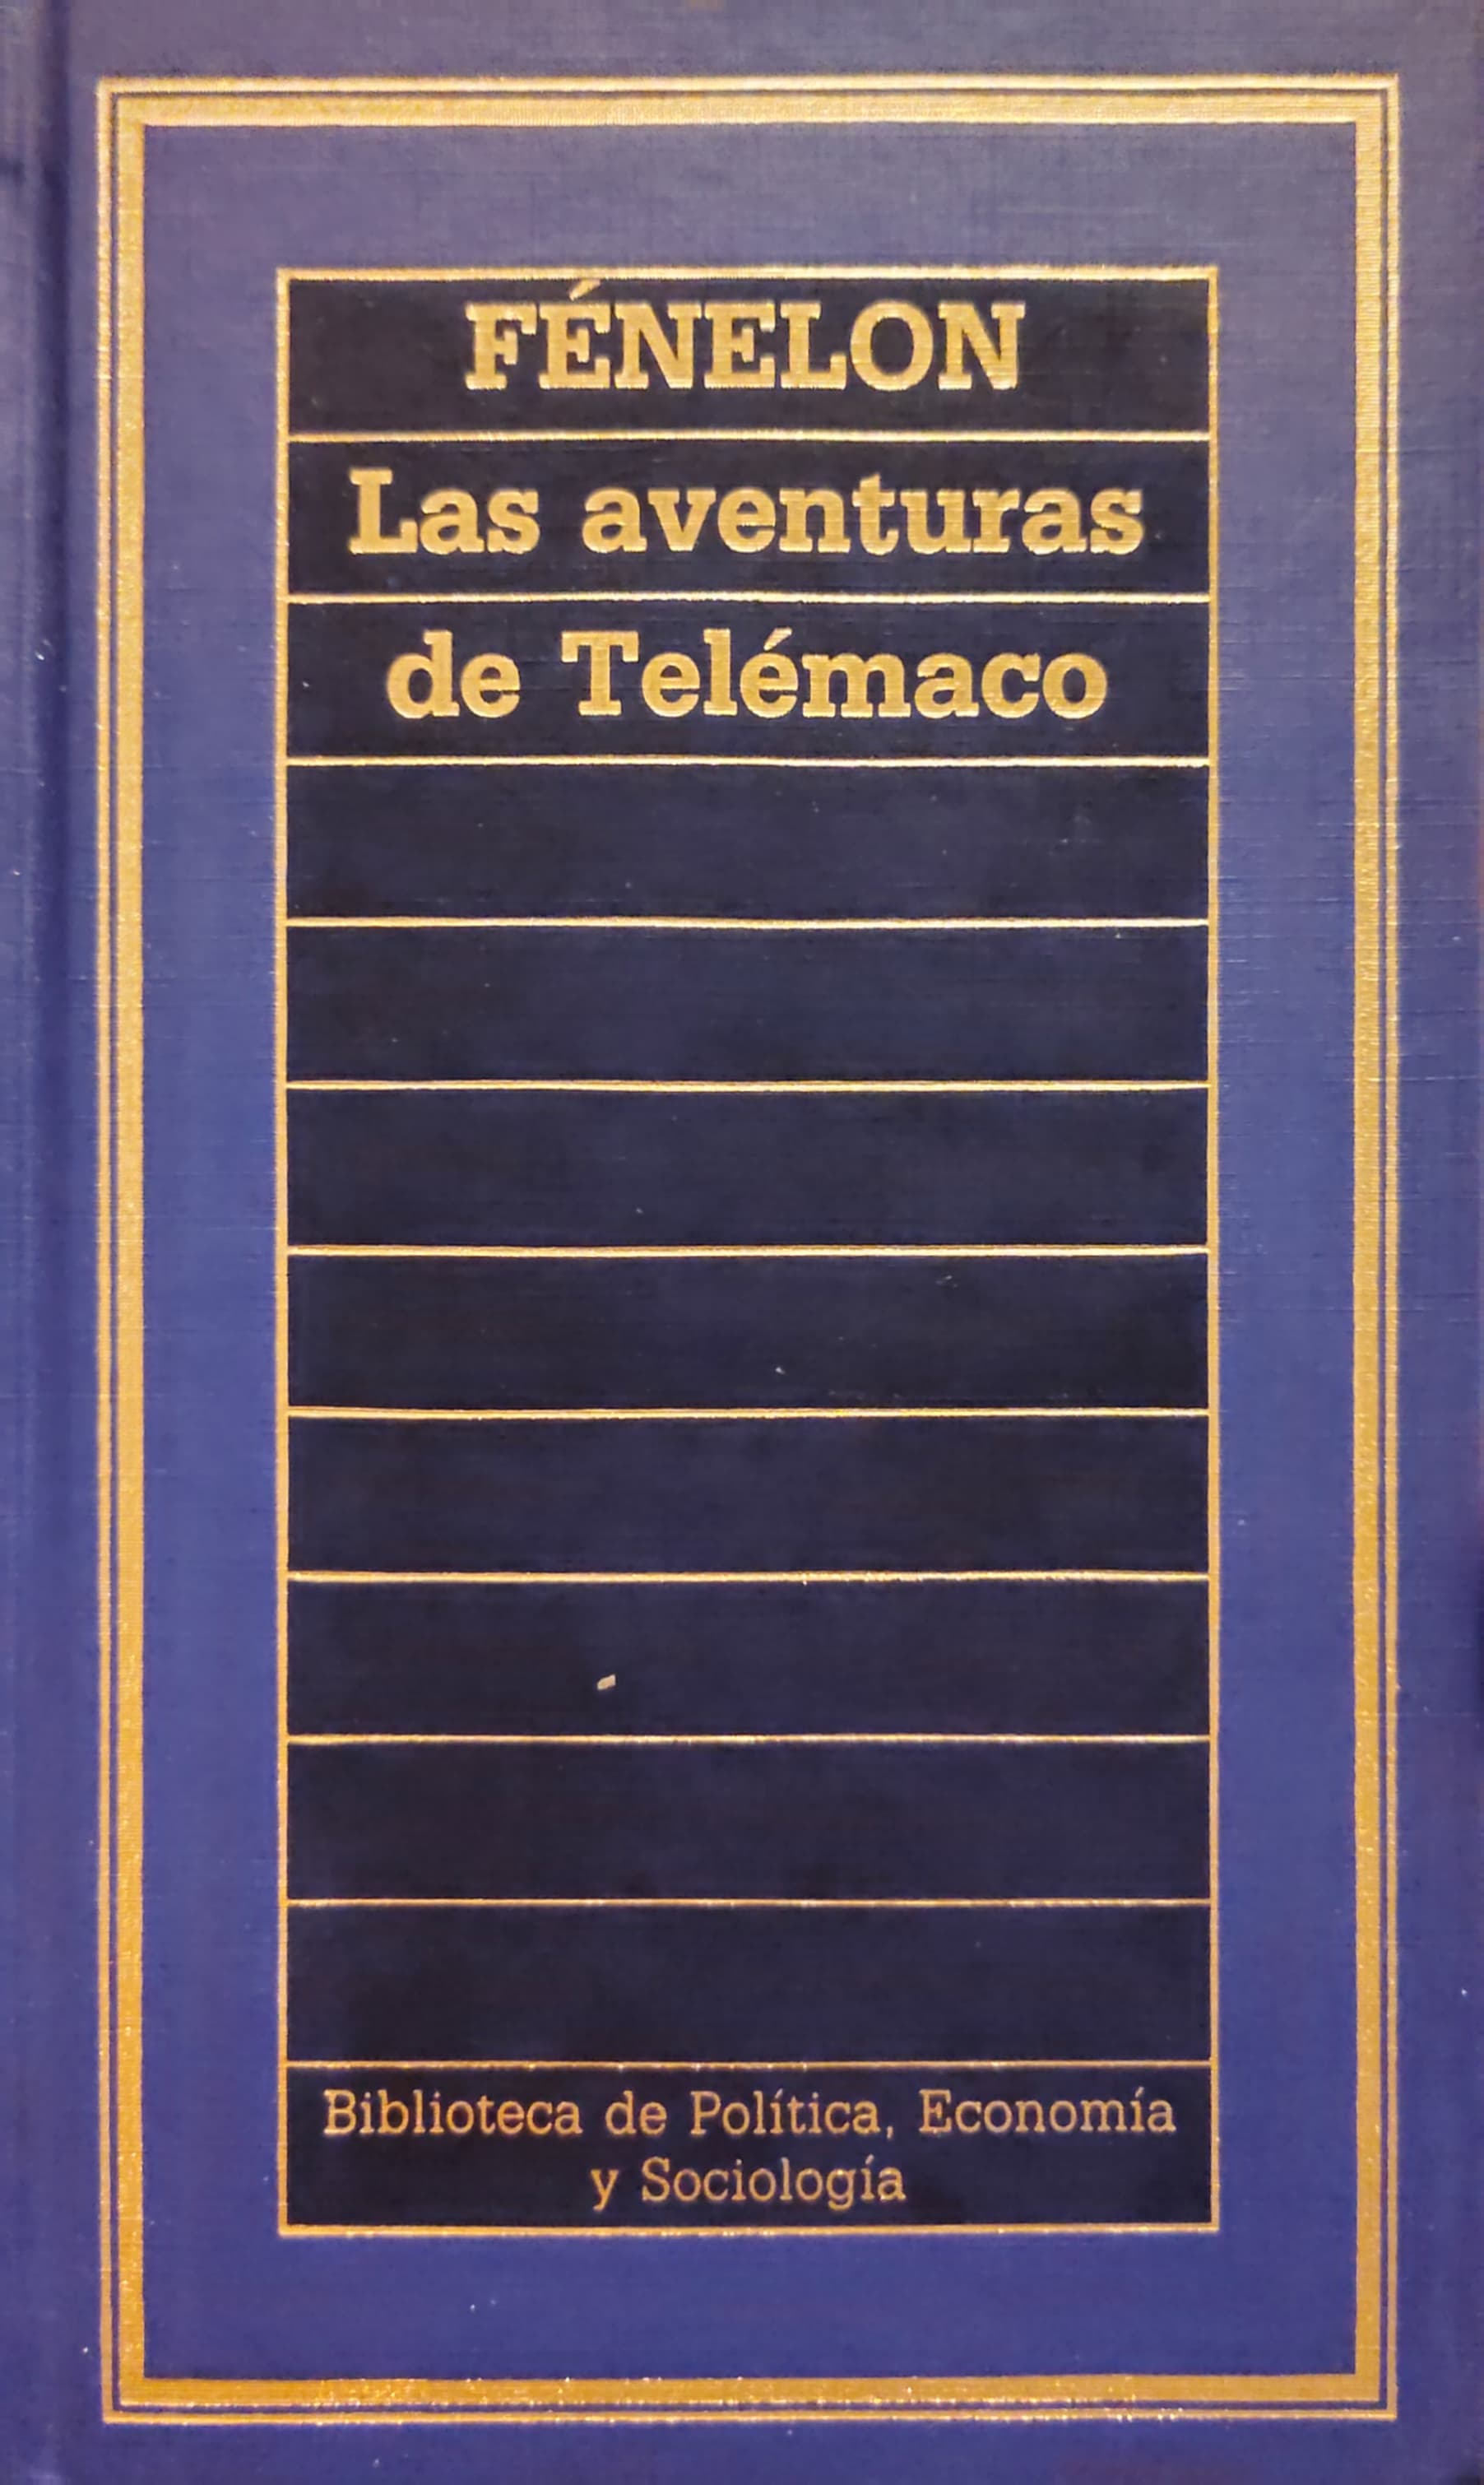 FÉNELON
Las aventuras
de Telémaco
Biblioteca de Política, Economía
y Sociología